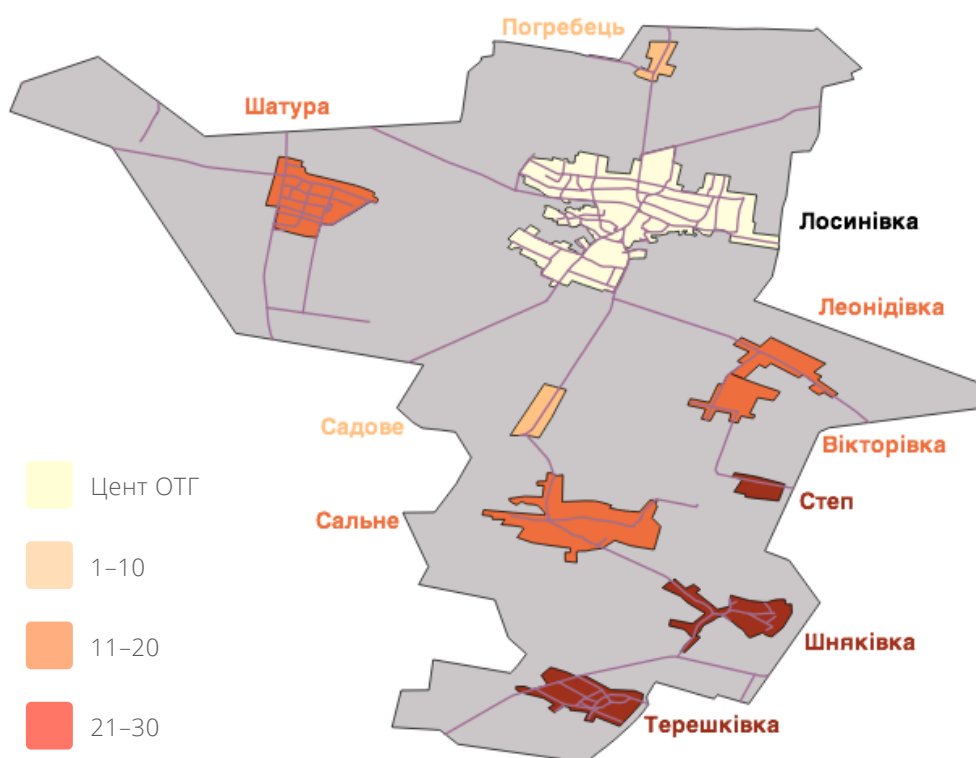 Погребець
Шатура
Лосинівка
Леонідівка
Садове
Вікторівка
Цент ОТГ
Степ
Сальне
1–10
11–20
Шняківка
21–30
Терешківка